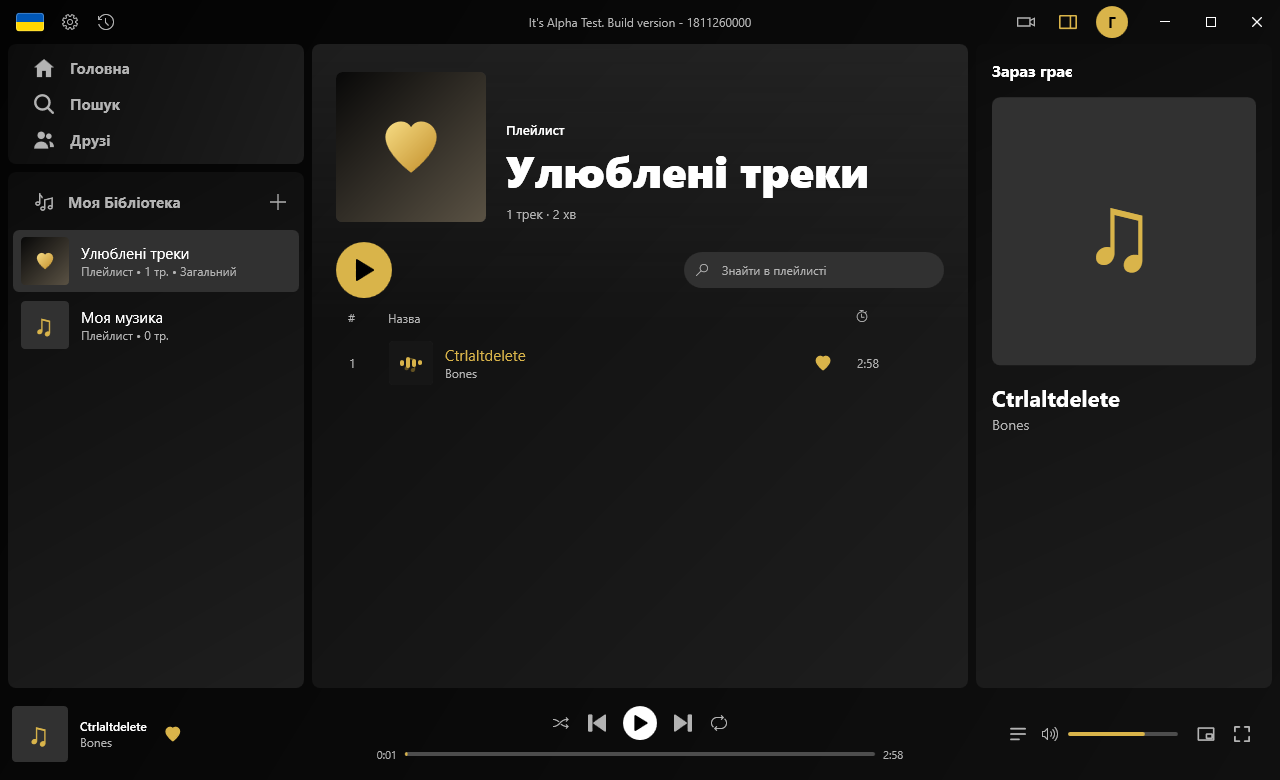 It's Alpha Test. Build version - 1811260000
Г
Головна
Пошук
Друзі
Моя Бібліотека
Улюблені треки
Плейлист • 1 тр. • Загальний
Моя музика
Плейлист • 0 тр.
Плейлист
Улюблені треки
1 трек · 2 хв
Знайти в плейлисті
# Назва
1 Ctrlaltdelete 2:58
Bones
Зараз грає
Ctrlaltdelete
Bones
Ctrlaltdelete
Bones
0:01 2:58